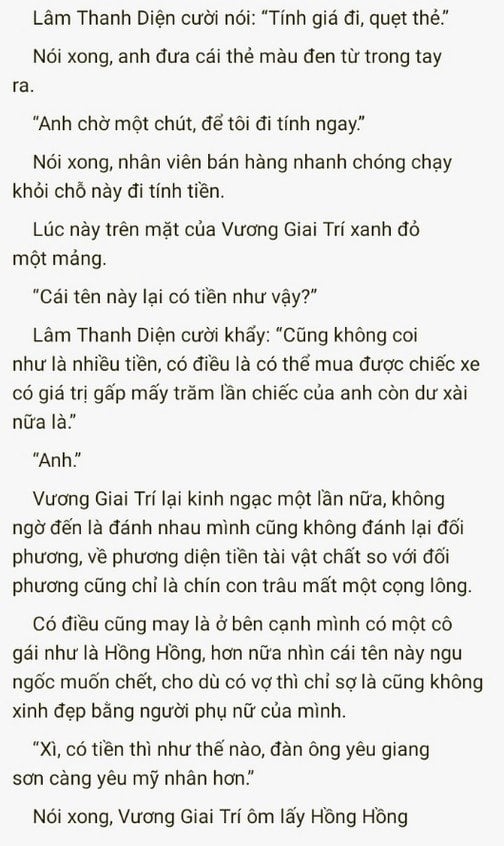 Lâm Thanh Diện cười nói: “Tính giá đi, quẹt thẻ.”
Nói xong, anh đưa cái thẻ màu đen từ trong tay
ra.
“Anh chờ một chút, để tôi đi tính ngay.”
Nói xong, nhân viên bán hàng nhanh chóng chạy
khỏi chỗ này đi tính tiền.
Lúc này trên mặt của Vương Giai Trí xanh đỏ
một mảng.
“Cái tên này lại có tiền như vậy?”
Lâm Thanh Diện cười khẩy: “Cũng không coi
như là nhiều tiền, có điều là có thể mua được chiếc xe
có giá trị gấp mấy trăm lần chiếc của anh còn dư xài
nữa là.”
“Anh.”
Vương Giai Trí lại kinh ngạc một lần nữa, không
ngờ đến là đánh nhau mình cũng không đánh lại đối
phương, về phương diện tiền tài vật chất so với đối
phương cũng chỉ là chín con trâu mất một cọng lông.
Có điều cũng may là ở bên cạnh mình có một cô
gái như là Hồng Hồng, hơn nữa nhìn cái tên này ngu
ngốc muốn chết, cho dù có vợ thì chỉ sợ là cũng không
xinh đẹp bằng người phụ nữ của mình.
“Xì, có tiền thì như thế nào, đàn ông yêu giang
sơn càng yêu mỹ nhân hơn.”
Nói xong, Vương Giai Trí ôm lấy Hồng Hồng